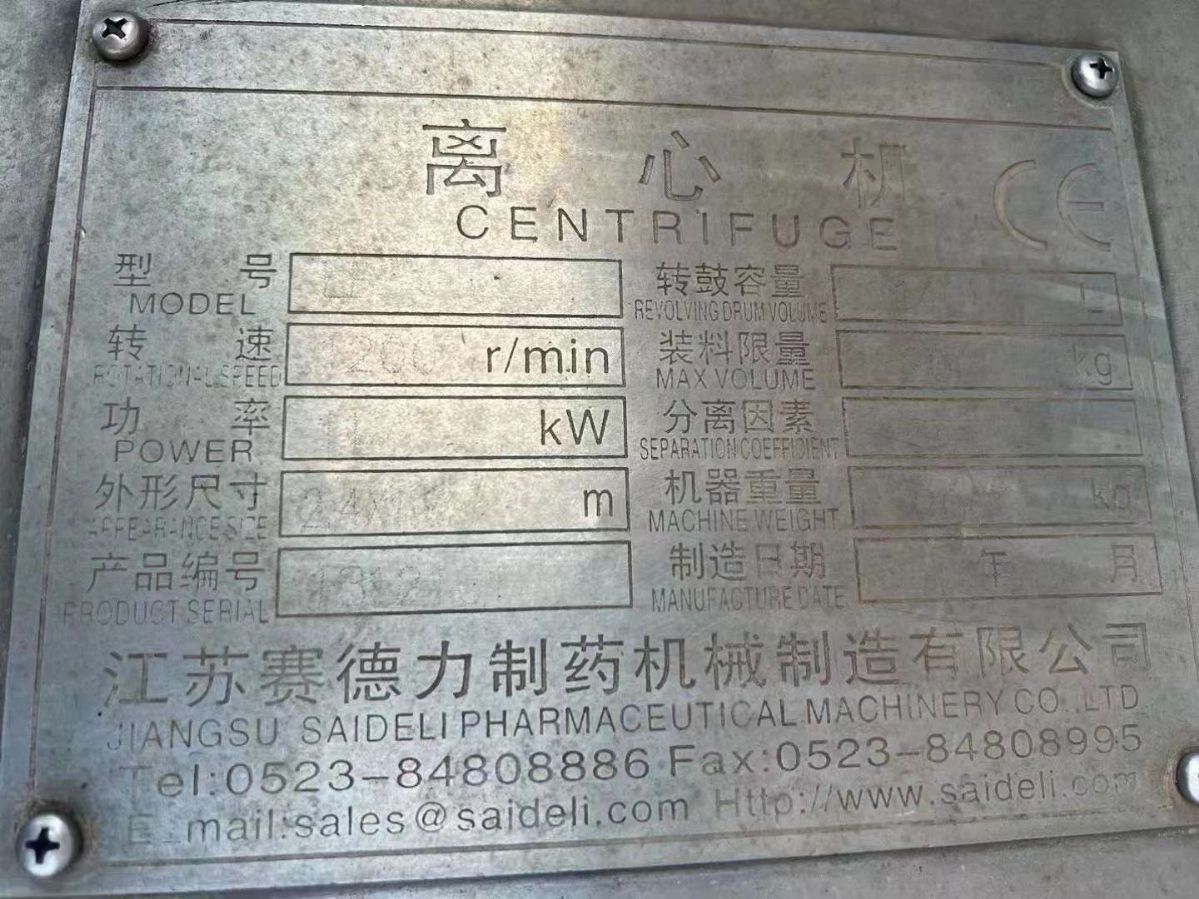 离心机 CE
CENTRIFUGE
型号 转鼓容量 L
MODEL REVOLVING DRUM VOLUME
转速 r/min 装料限量 kg
ROTATIONAL SPEED MAX VOLUME
功率 kW 分离因素
POWER SEPARATION COEFFICIENT
外形尺寸 m 机器重量 kg
APPEARANCE SIZE MACHINE WEIGHT
产品编号 制造日期 年 月
PRODUCT SERIAL MANUFACTURE DATE
江苏赛德力制药机械制造有限公司
JIANGSU SAIDELI PHARMACEUTICAL MACHINERY CO.,LTD
Tel:0523-84808886 Fax:0523-84808995
E_mail:sales@saideli.com Http://www.saideli.com